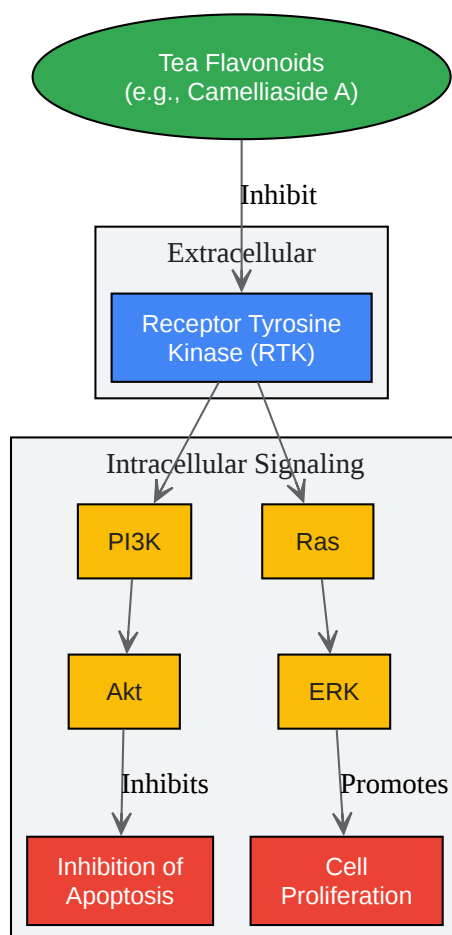 Tea Flavonoids
(e.g., Camelliaside A)
Inhibit
Extracellular
Receptor Tyrosine
Kinase (RTK)
Intracellular Signaling
PI3K
Ras
Akt
ERK
Inhibits
Promotes
Inhibition of
Apoptosis
Cell
Proliferation